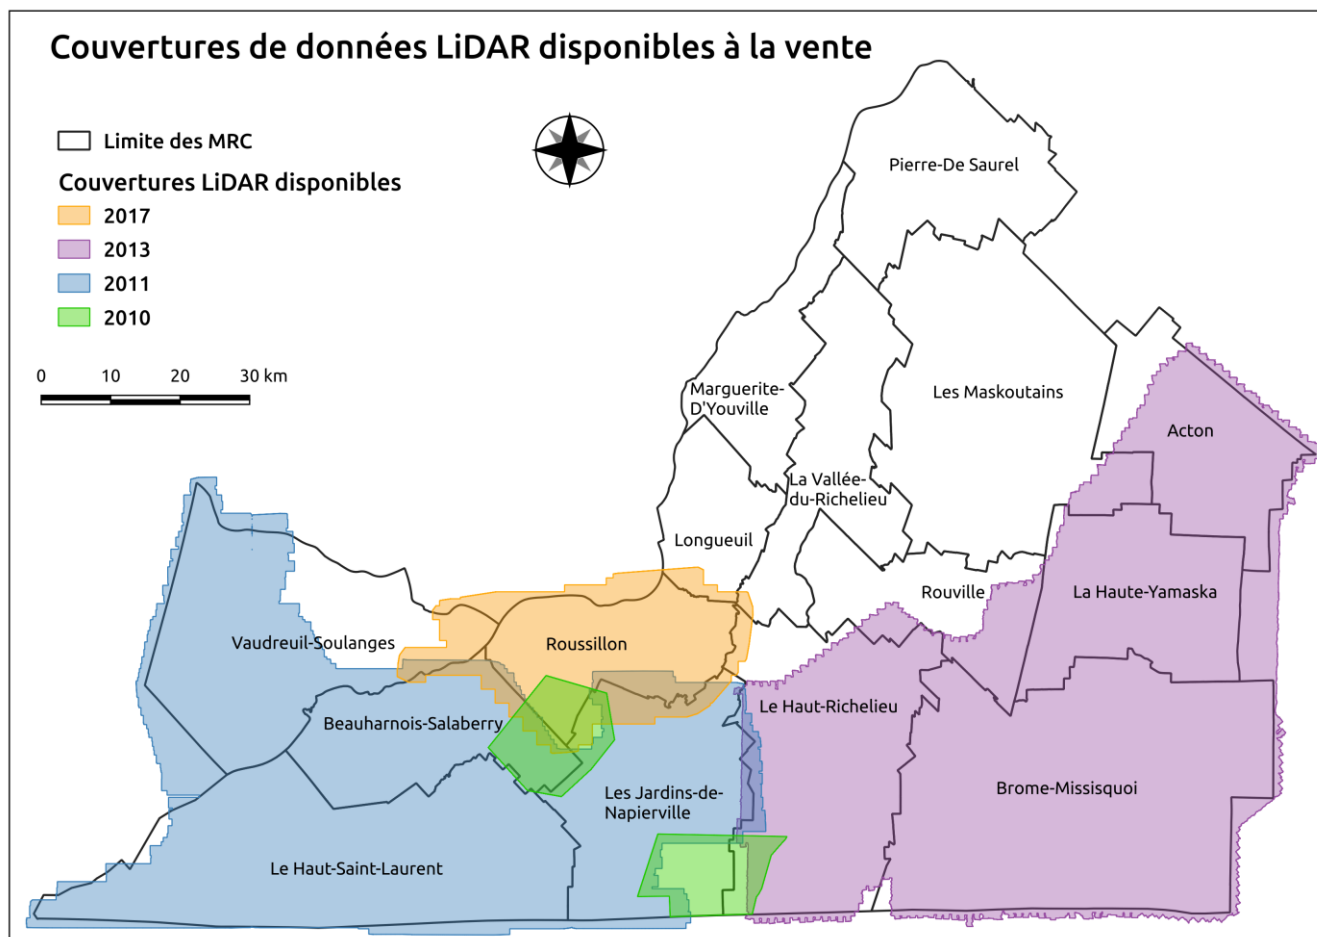 Couvertures de données LiDAR disponibles à la vente
Limite des MRC
Couvertures LiDAR disponibles
2017
2013
2011
2010
0 10 20 30 km
Pierre-De Saurel
Les Maskoutains
Marguerite-
D'Youville
Acton
La Vallée-
du-Richelieu
Longueuil
Rouville
La Haute-Yamaska
Vaudreuil-Soulanges
Roussillon
Le Haut-Richelieu
Beauharnois-Salaberry
Brome-Missisquoi
Les Jardins-de-
Napierville
Le Haut-Saint-Laurent